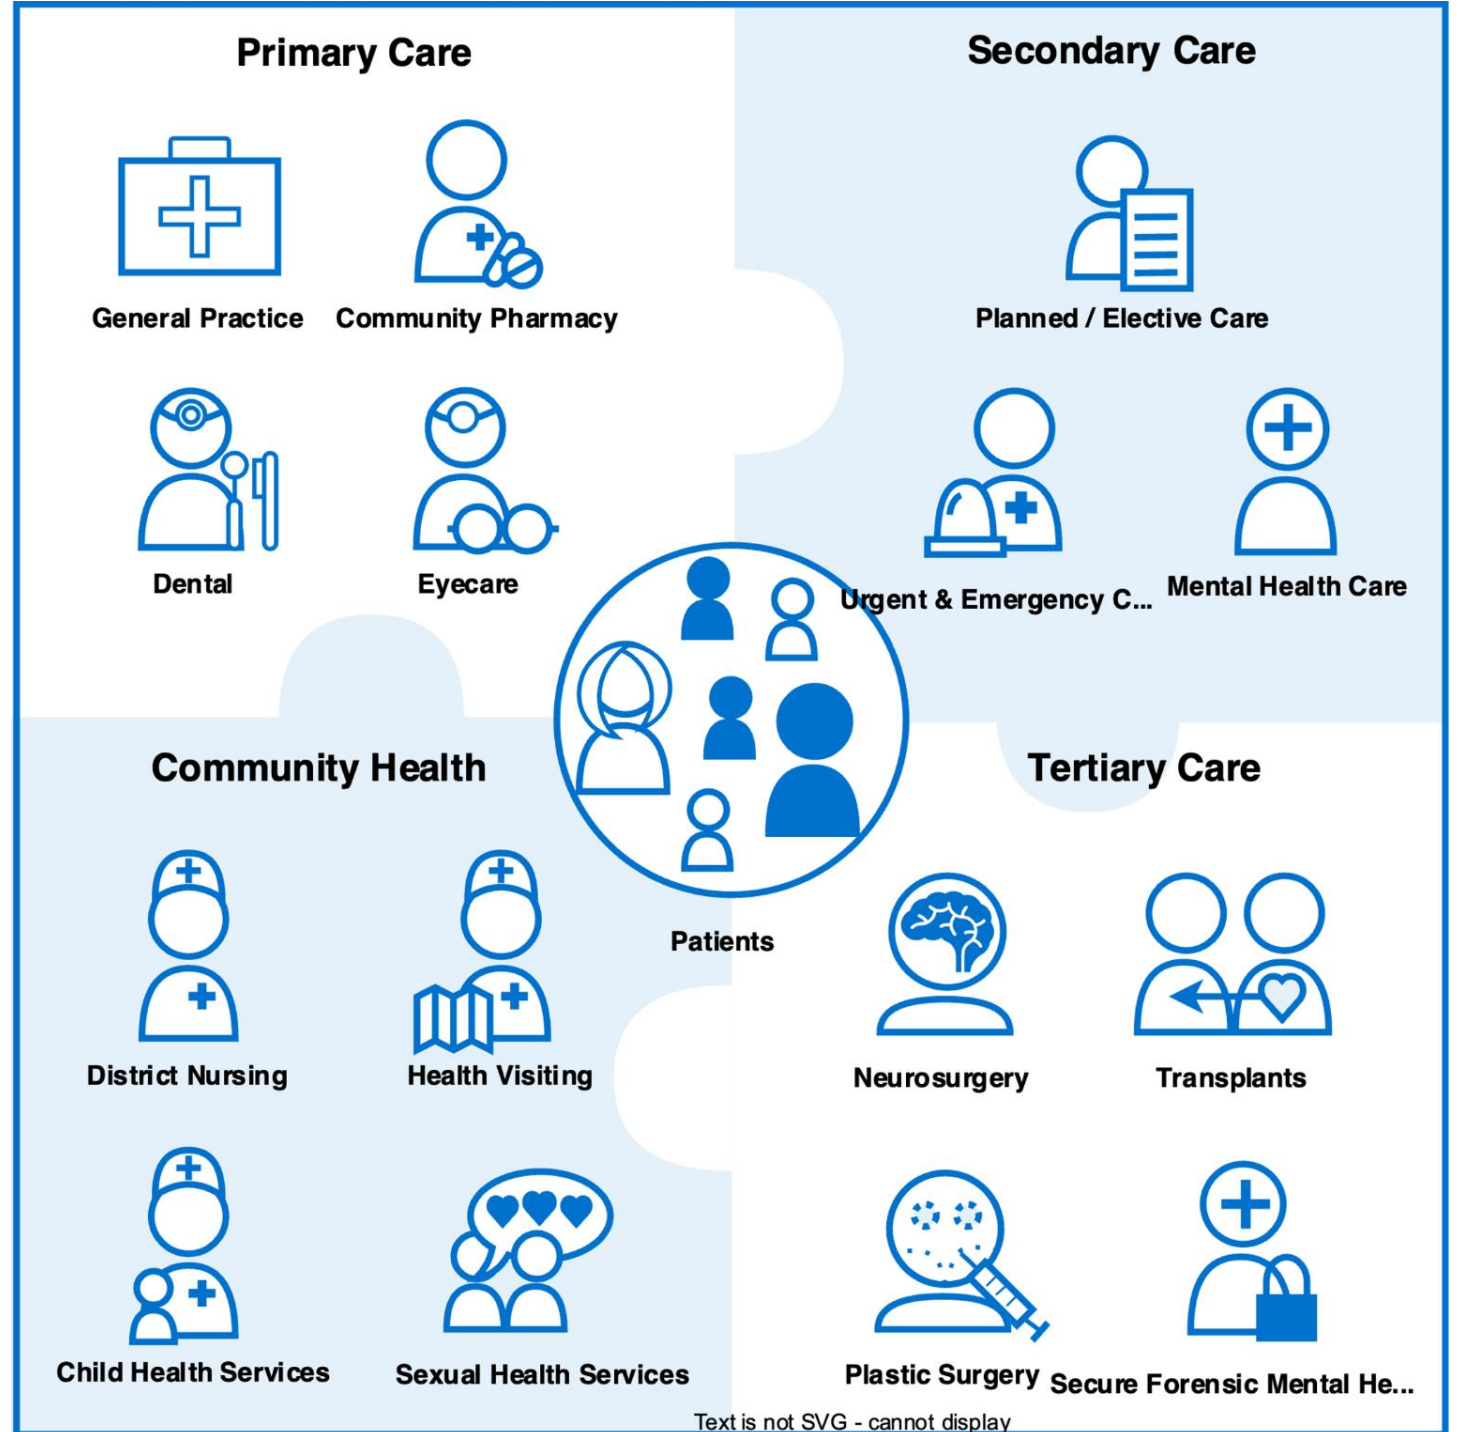 Primary Care
General Practice
Community Pharmacy
Dental
Eyecare
Secondary Care
Planned / Elective Care
Urgent & Emergency C...
Mental Health Care
Patients
Community Health
District Nursing
Health Visiting
Child Health Services
Sexual Health Services
Tertiary Care
Neurosurgery
Transplants
Plastic Surgery
Secure Forensic Mental He...
Text is not SVG - cannot display